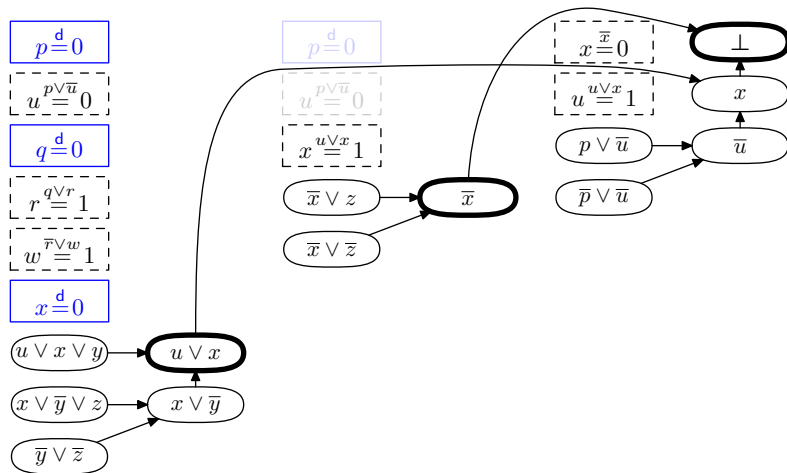 p d= 0
u p∨u̅= 0
q d= 0
r q∨r= 1
w r̅∨w= 1
x d= 0
u ∨ x ∨ y
u ∨ x
x ∨ y̅ ∨ z
x ∨ y̅
y̅ ∨ z̅
p d= 0
u p∨u̅= 0
x u∨x= 1
x̅ ∨ z
x̅
x̅ ∨ z̅
x x̅= 0
⊥
u u∨x= 1
x
p ∨ u̅
u̅
p̅ ∨ u̅